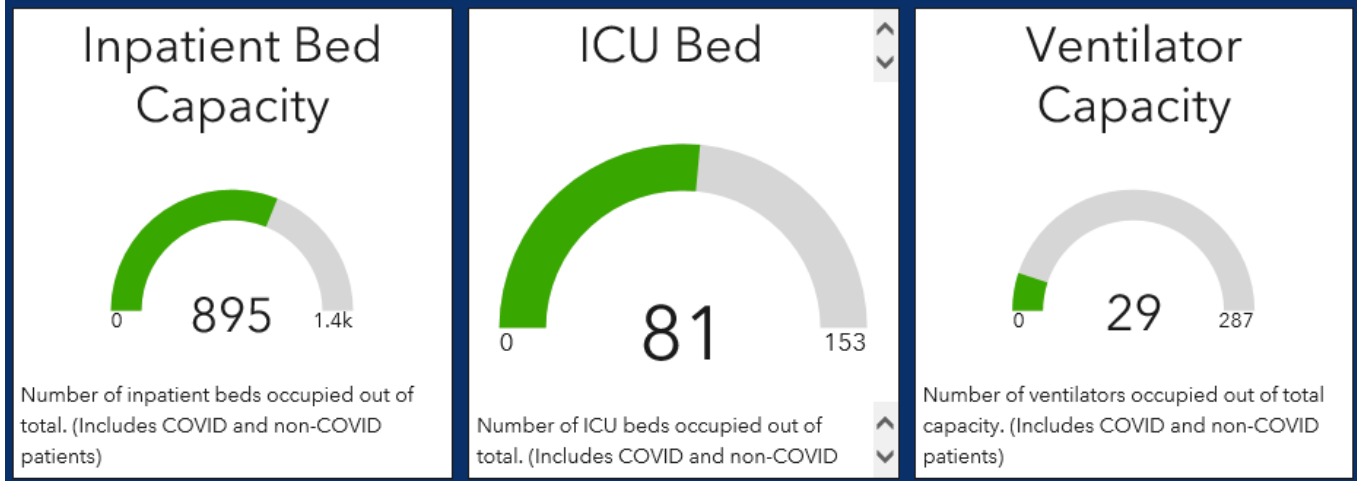 Inpatient Bed
Capacity
895
0
1.4k
Number of inpatient beds occupied out of
total. (Includes COVID and non-COVID
patients)
ICU Bed
81
0
153
Number of ICU beds occupied out of
total. (Includes COVID and non-COVID
Ventilator
Capacity
29
0
287
Number of ventilators occupied out of total
capacity. (Includes COVID and non-COVID
patients)